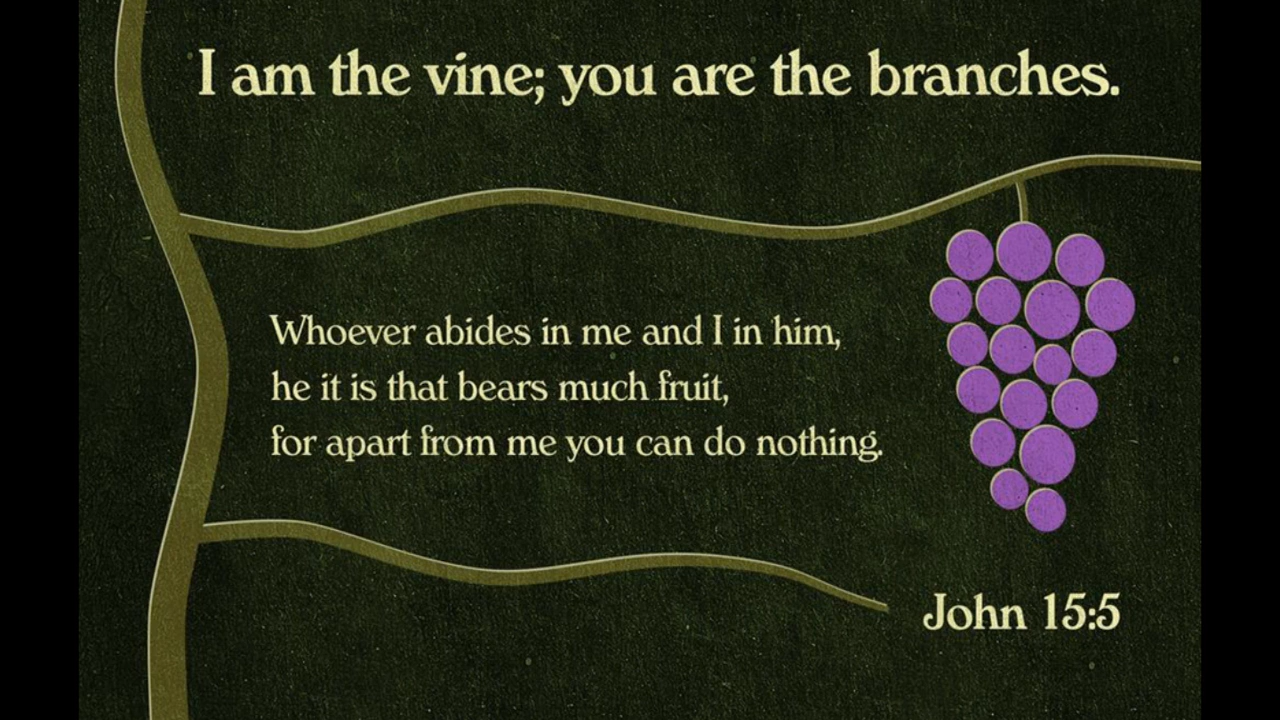 I am the vine; you are the branches.
Whoever abides in me and I in him,
he it is that bears much fruit,
for apart from me you can do nothing.
John 15:5